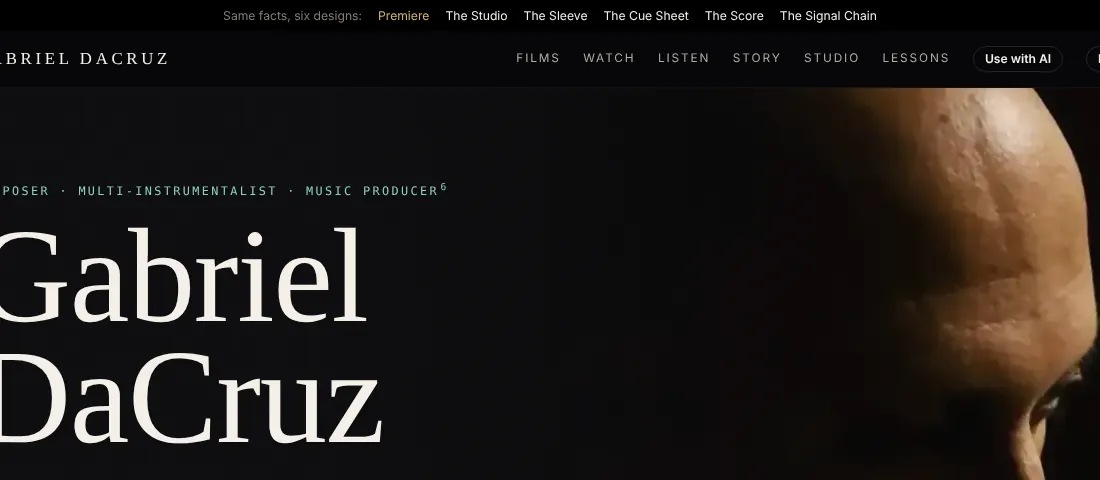 Same facts, six designs: Premiere The Studio The Sleeve The Cue Sheet The Score The Signal Chain
ABRIEL DACRUZ FILMS WATCH LISTEN STORY STUDIO LESSONS Use with AI
POSER · MULTI-INSTRUMENTALIST · MUSIC PRODUCER⁶
Gabriel
DaCruz